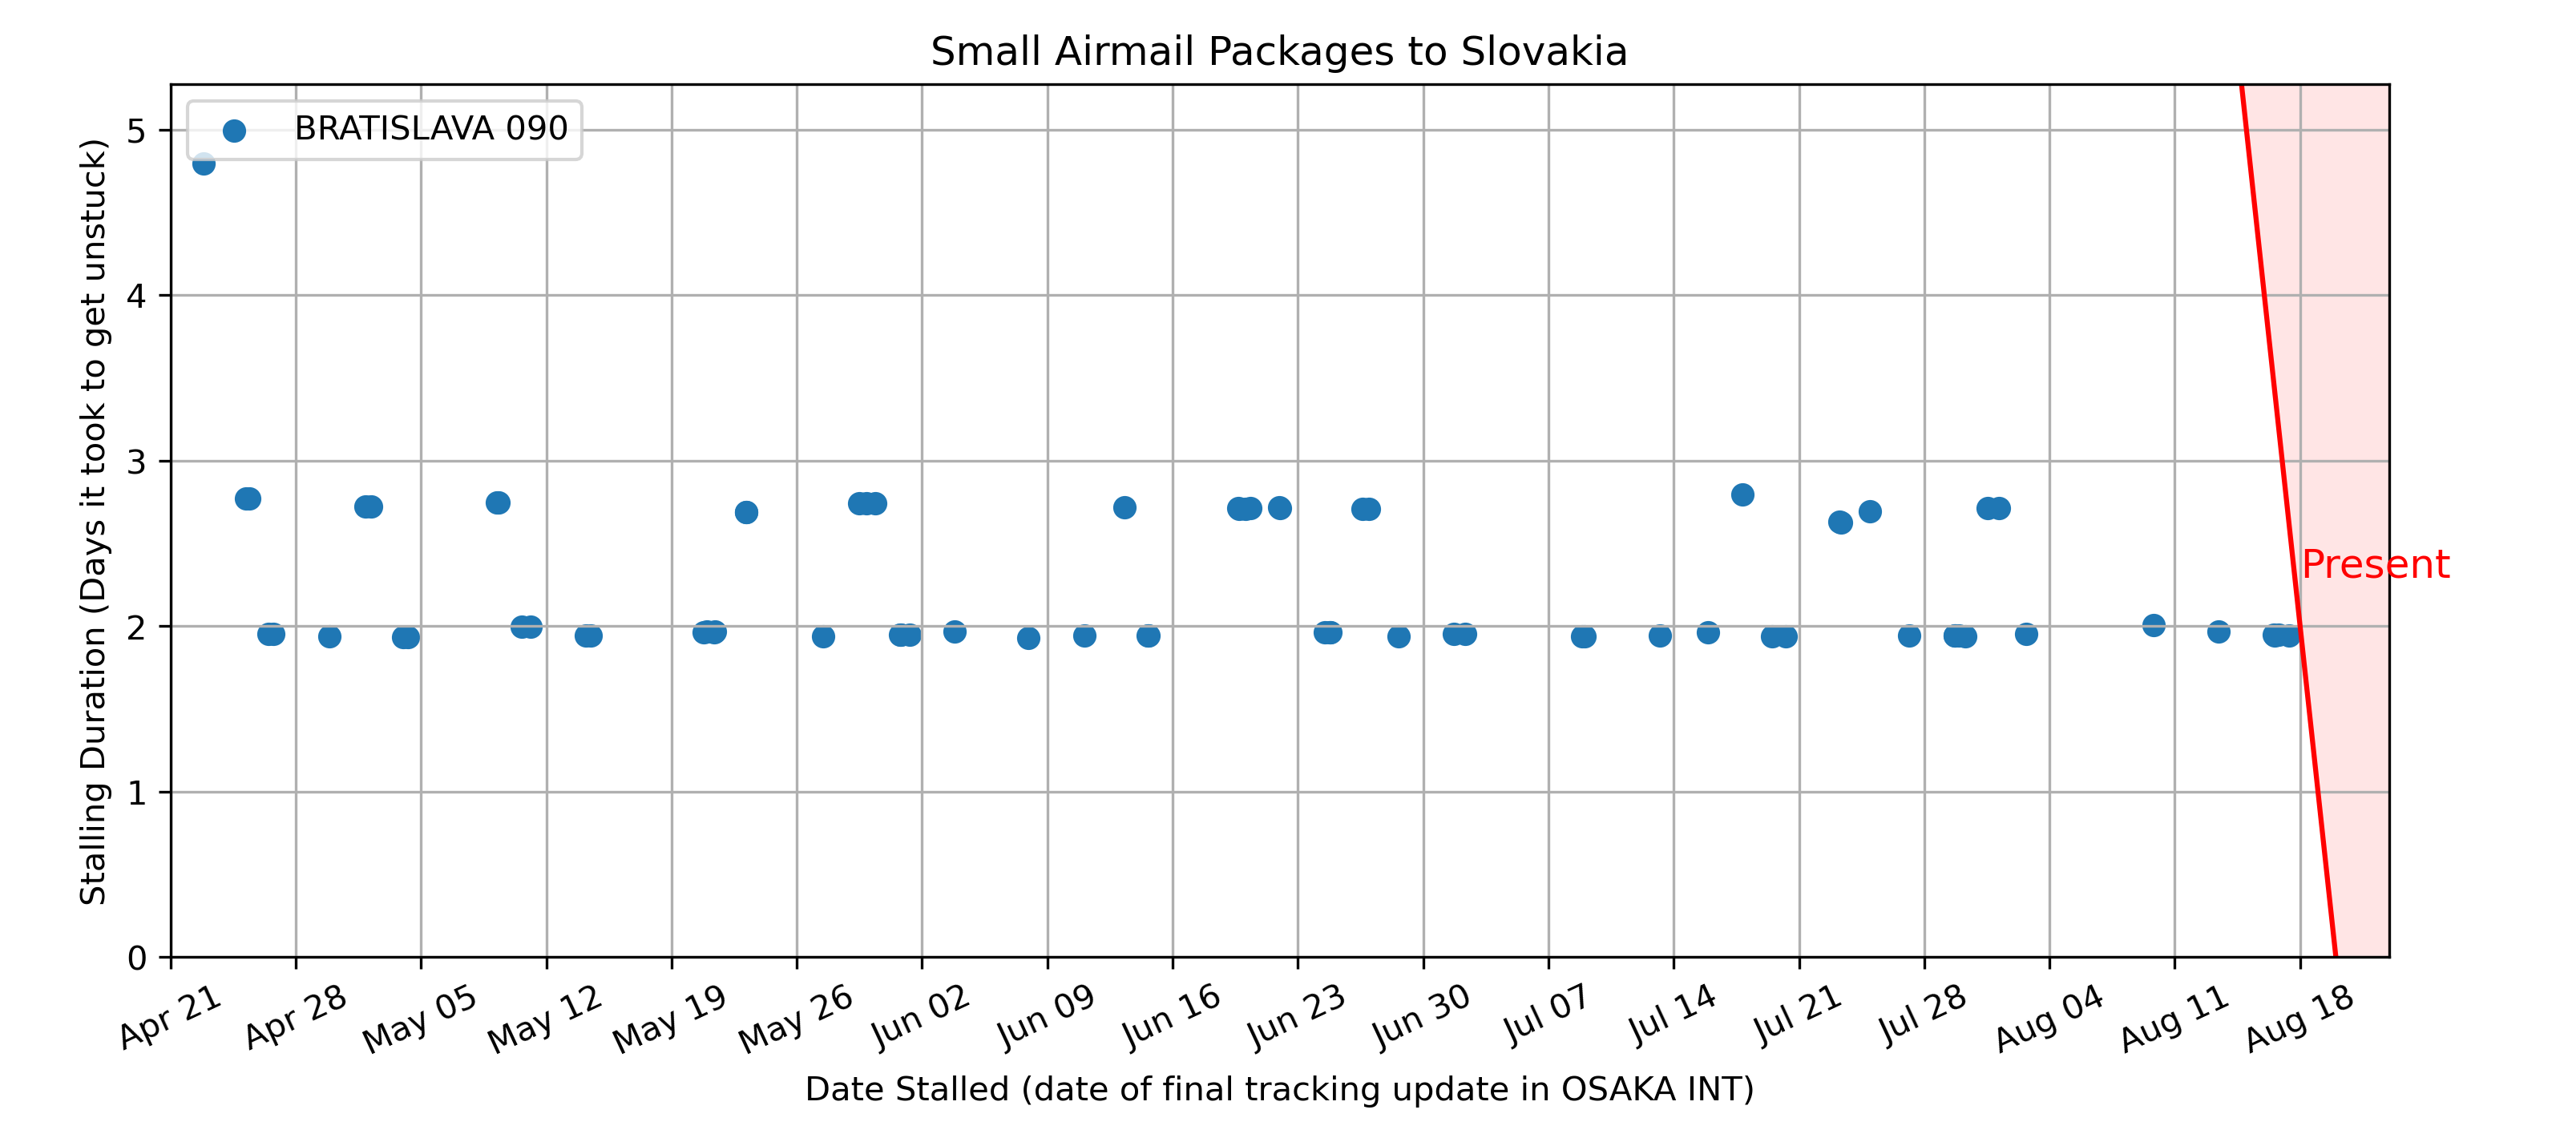 Small Airmail Packages to Slovakia
BRATISLAVA 090
Stalling Duration (Days it took to get unstuck)
5
4
3
2
1
0
Present
Apr 21
Apr 28
May 05
May 12
May 19
May 26
Jun 02
Jun 09
Jun 16
Jun 23
Jun 30
Jul 07
Jul 14
Jul 21
Jul 28
Aug 04
Aug 11
Aug 18
Date Stalled (date of final tracking update in OSAKA INT)